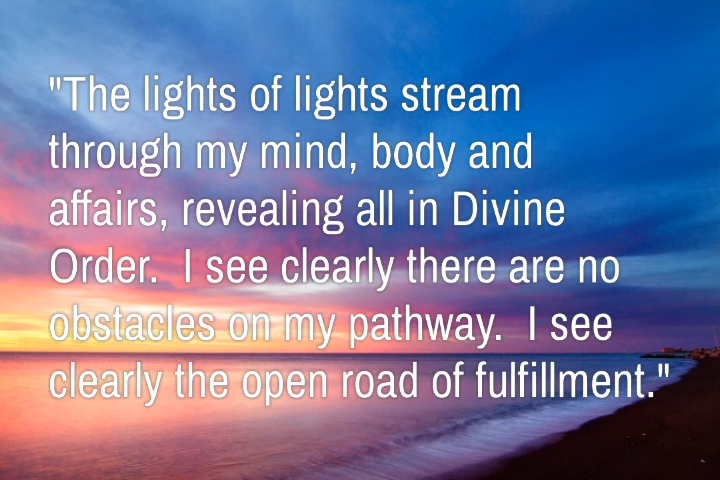 "The lights of lights stream
through my mind, body and
affairs, revealing all in Divine
Order.  I see clearly there are no
obstacles on my pathway.  I see
clearly the open road of fulfillment."